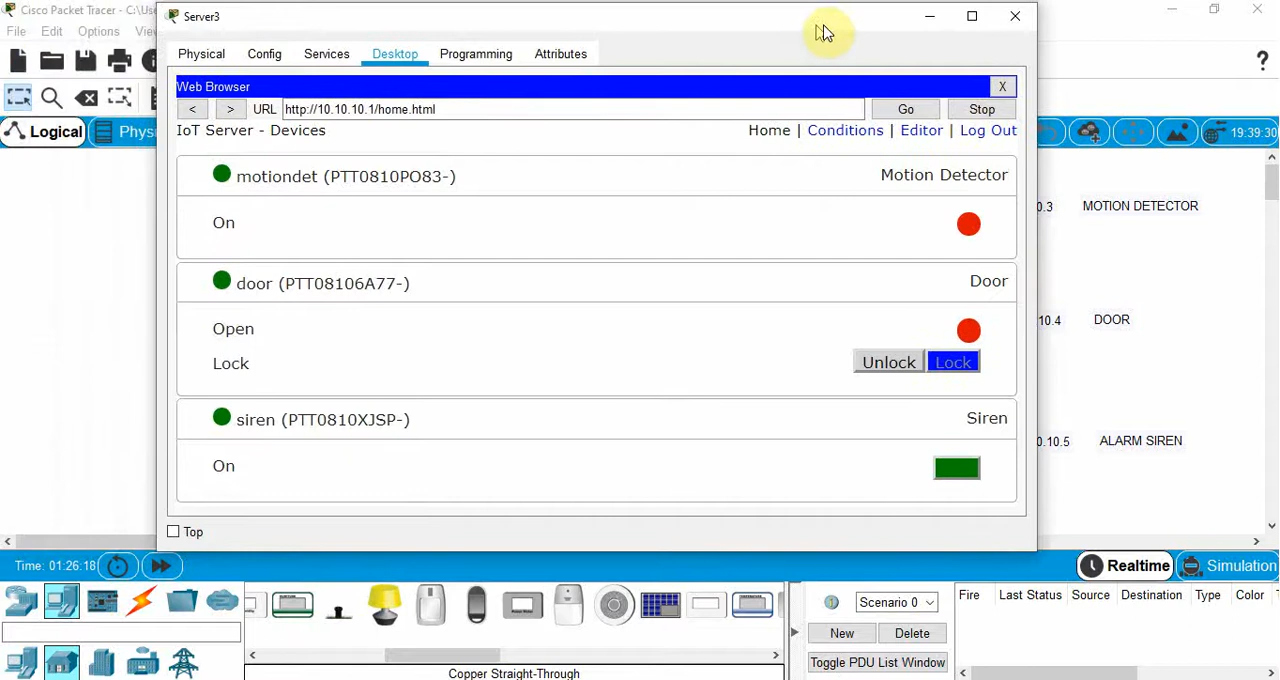 Cisco Packet Tracer - C:\Us
Server3
File Edit Options
Physical Config Services Desktop Programming Attributes
?
Web Browser X
< > URL http://10.10.10.1/home.html Go Stop
Logical
IoT Server - Devices Home | Conditions | Editor | Log Out
19:39:30
motiondet (PTT0810PO83-) Motion Detector
0.3 MOTION DETECTOR
On
door (PTT08106A77-) Door
10.4 DOOR
Open
Lock Unlock Lock
siren (PTT0810XJSP-) Siren
0.10.5 ALARM SIREN
On
Top
Time: 01:26:18 Realtime Simulation
Scenario 0 Fire Last Status Source Destination Type Color
New Delete
Toggle PDU List Window
Copper Straight-Through